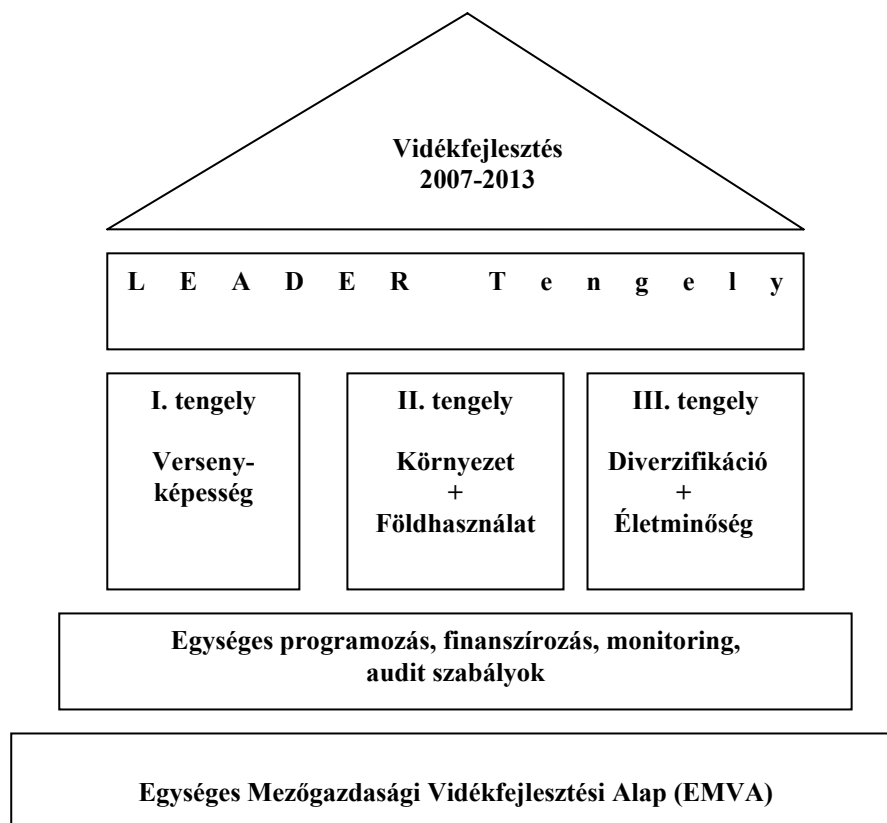 Vidékfejlesztés
2007-2013
L E A D E R T e n g e l y
I. tengely
Verseny-
képesség
II. tengely
Környezet
+
Földhasználat
III. tengely
Diverzifikáció
+
Életminőség
Egységes programozás, finanszírozás, monitoring,
audit szabályok
Egységes Mezőgazdasági Vidékfejlesztési Alap (EMVA)